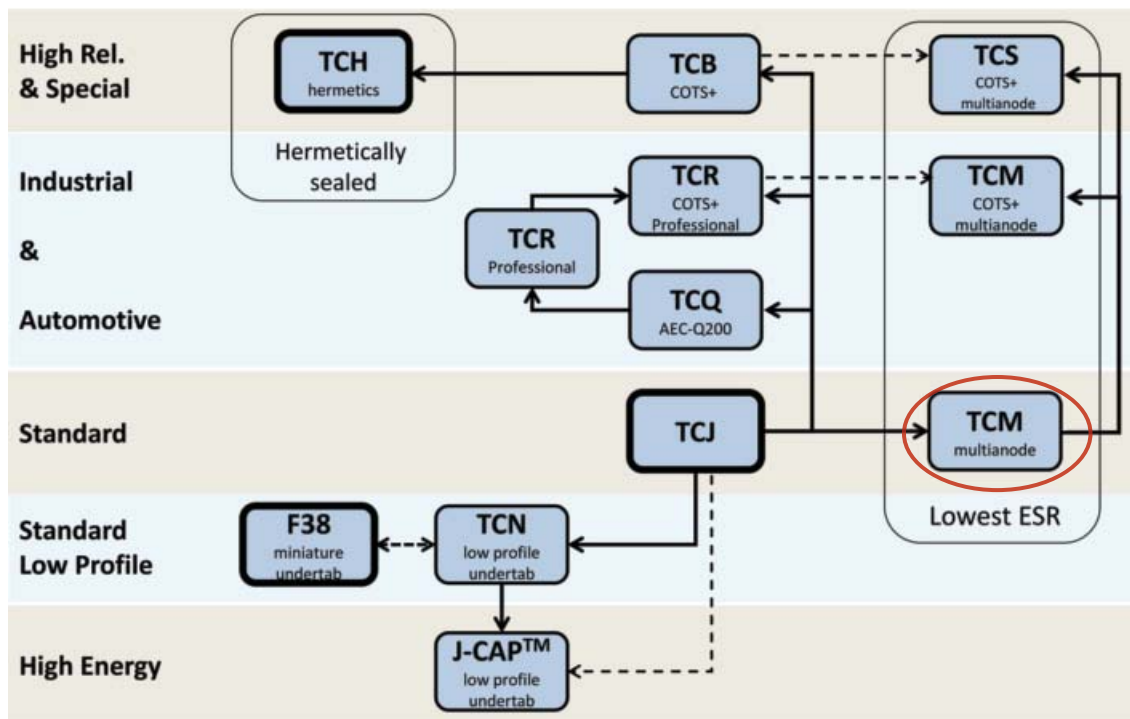 High Rel.
& Special
TCH
hermetics
TCB
COTS+
TCS
COTS+
multianode
Hermetically
sealed
Industrial
&
Automotive
TCR
COTS+
Professional
TCM
COTS+
multianode
TCR
Professional
TCQ
AEC-Q200
Standard
TCJ
TCM
multianode
Lowest ESR
Standard
Low Profile
F38
miniature
undertab
TCN
low profile
undertab
High Energy
J-CAP™
low profile
undertab